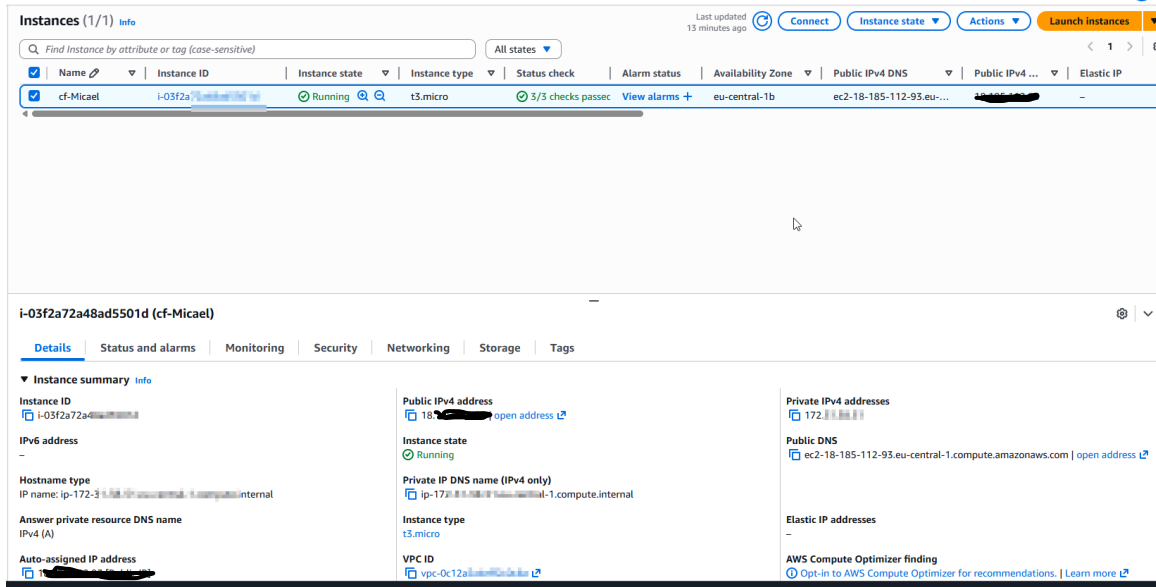 Instances (1/1) Info
Last updated
13 minutes ago
Connect
Instance state
Actions
Launch instances
Find Instance by attribute or tag (case-sensitive)
All states
1
Name
Instance ID
Instance state
Instance type
Status check
Alarm status
Availability Zone
Public IPv4 DNS
Public IPv4 ...
Elastic IP
cf-Micael
i-03f2a
Running
t3.micro
3/3 checks passec
View alarms +
eu-central-1b
ec2-18-185-112-93.eu-...
–
i-03f2a72a48ad5501d (cf-Micael)
Details
Status and alarms
Monitoring
Security
Networking
Storage
Tags
Instance summary Info
Instance ID
i-03f2a72a4
Public IPv4 address
18. open address
Private IPv4 addresses
172.
IPv6 address
–
Instance state
Running
Public DNS
ec2-18-185-112-93.eu-central-1.compute.amazonaws.com | open address
Hostname type
IP name: ip-172-3 internal
Private IP DNS name (IPv4 only)
ip-17 -1.compute.internal
Answer private resource DNS name
IPv4 (A)
Instance type
t3.micro
Elastic IP addresses
–
Auto-assigned IP address
VPC ID
vpc-0c12a
AWS Compute Optimizer finding
Opt-in to AWS Compute Optimizer for recommendations. | Learn more